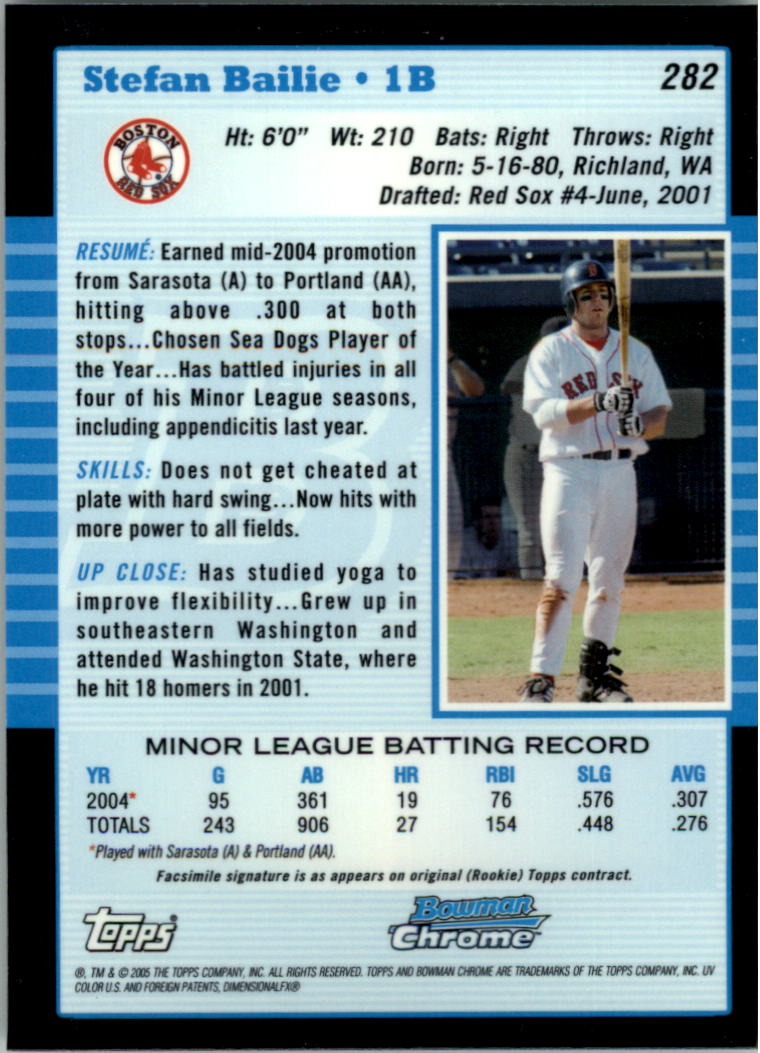 Stefan Bailie • 1B
282
BOSTON
RED SOX
Ht: 6'0" Wt: 210 Bats: Right Throws: Right
Born: 5-16-80, Richland, WA
Drafted: Red Sox #4-June, 2001
RESUMÉ: Earned mid-2004 promotion
from Sarasota (A) to Portland (AA),
hitting above .300 at both
stops...Chosen Sea Dogs Player of
the Year...Has battled injuries in all
four of his Minor League seasons,
including appendicitis last year.
SKILLS: Does not get cheated at
plate with hard swing...Now hits with
more power to all fields.
UP CLOSE: Has studied yoga to
improve flexibility...Grew up in
southeastern Washington and
attended Washington State, where
he hit 18 homers in 2001.
B
RED SOX
MINOR LEAGUE BATTING RECORD
YR G AB HR RBI SLG AVG
2004* 95 361 19 76 .576 .307
TOTALS 243 906 27 154 .448 .276
*Played with Sarasota (A) & Portland (AA).
Facsimile signature is as appears on original (Rookie) Topps contract.
Topps®
Bowman
Chrome™
®, TM & © 2005 THE TOPPS COMPANY, INC. ALL RIGHTS RESERVED. TOPPS AND BOWMAN CHROME ARE TRADEMARKS OF THE TOPPS COMPANY, INC. UV
COLOR U.S. AND FOREIGN PATENTS, DIMENSIONALFX®